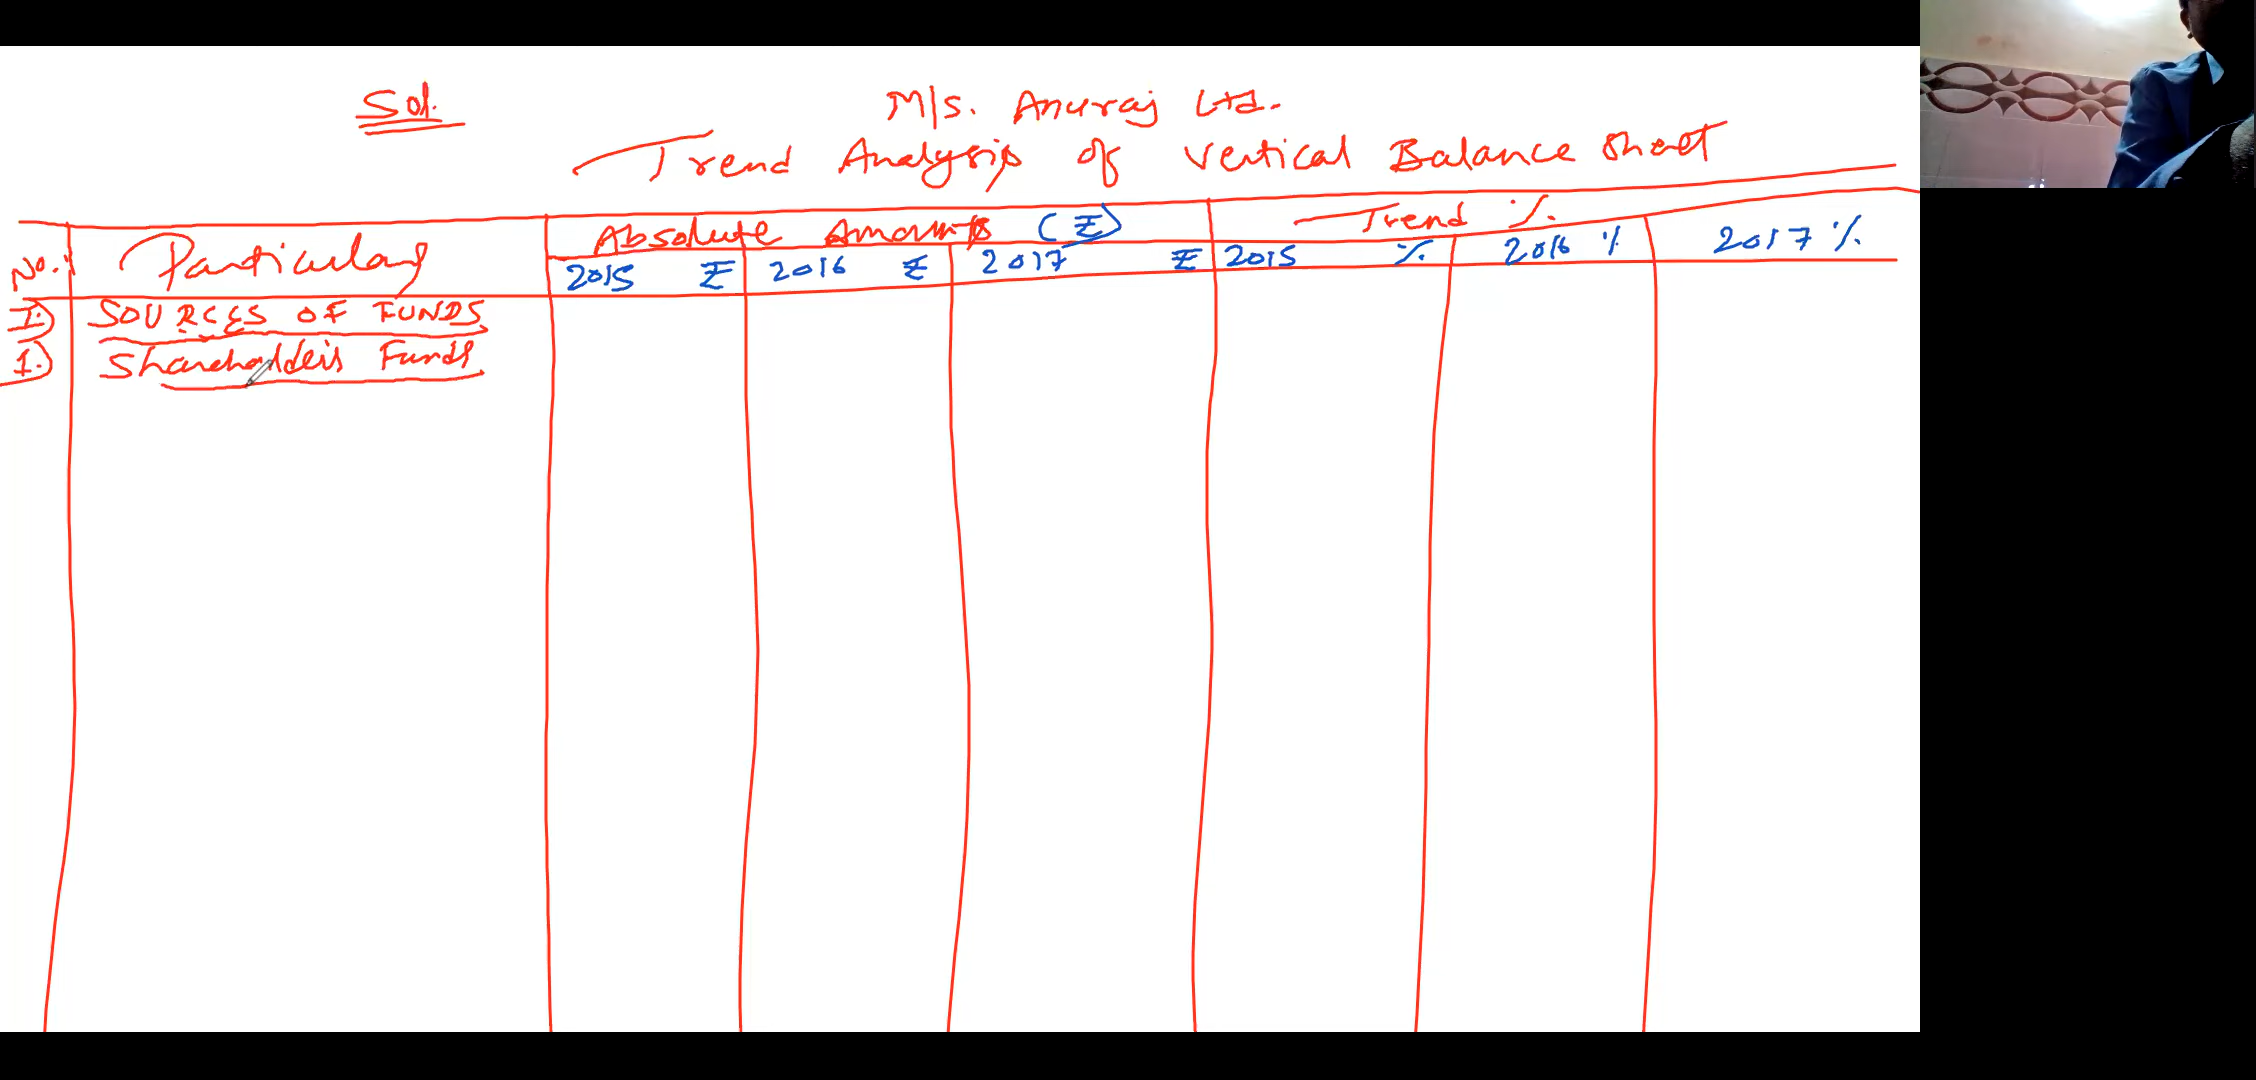 Sol.
M/s. Anuraj Ltd.
Trend Analysis of Vertical Balance Sheet
No. Particulars Absolute Amounts (₹) Trend %
2015 ₹ 2016 ₹ 2017 ₹ 2015 % 2016 % 2017 %
I.) SOURCES OF FUNDS
1.) Shareholder's Funds